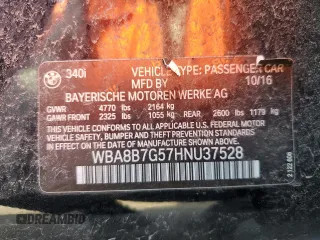 340i
VEHICLE TYPE: PASSENGER CAR
MFD BY 10/16
BAYERISCHE MOTOREN WERKE AG
GVWR 4770 lbs 2164 kg
GAWR FRONT 2325 lbs 1055 kg REAR 2600 lbs 1179 kg
THIS VEHICLE CONFORMS TO ALL APPLICABLE U.S. FEDERAL MOTOR
VEHICLE SAFETY, BUMPER, AND THEFT PREVENTION STANDARDS
IN EFFECT ON THE DATE OF MANUFACTURE SHOWN ABOVE.
WBA8B7G57HNU37528
DREAMBID